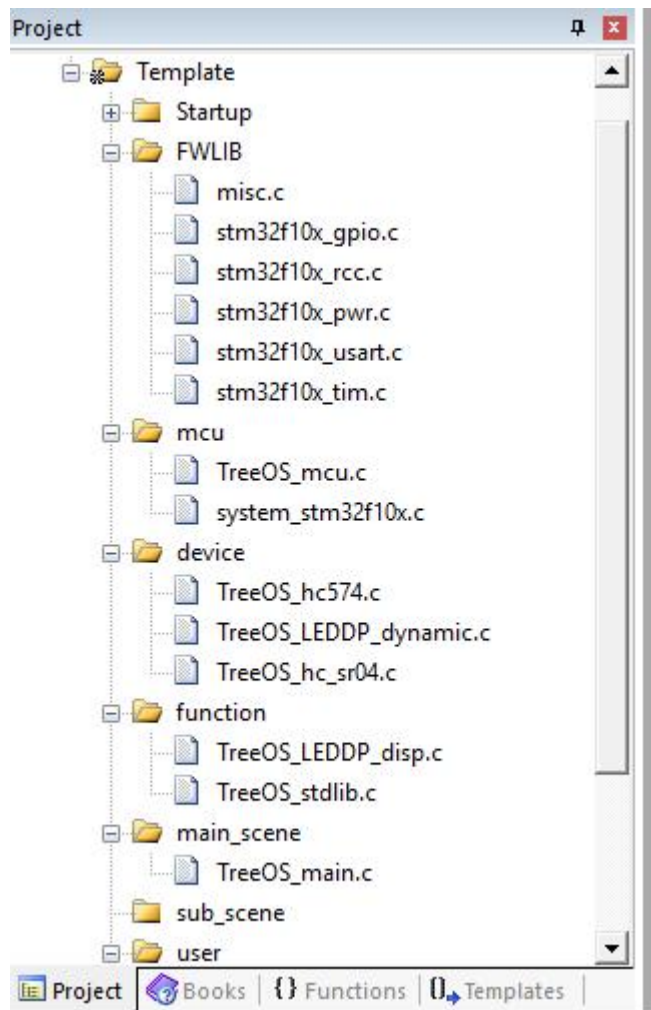 Project
Template
Startup
FWLIB
misc.c
stm32f10x_gpio.c
stm32f10x_rcc.c
stm32f10x_pwr.c
stm32f10x_usart.c
stm32f10x_tim.c
mcu
TreeOS_mcu.c
system_stm32f10x.c
device
TreeOS_hc574.c
TreeOS_LEDDP_dynamic.c
TreeOS_hc_sr04.c
function
TreeOS_LEDDP_disp.c
TreeOS_stdlib.c
main_scene
TreeOS_main.c
sub_scene
user
Project Books {} Functions 0 Templates